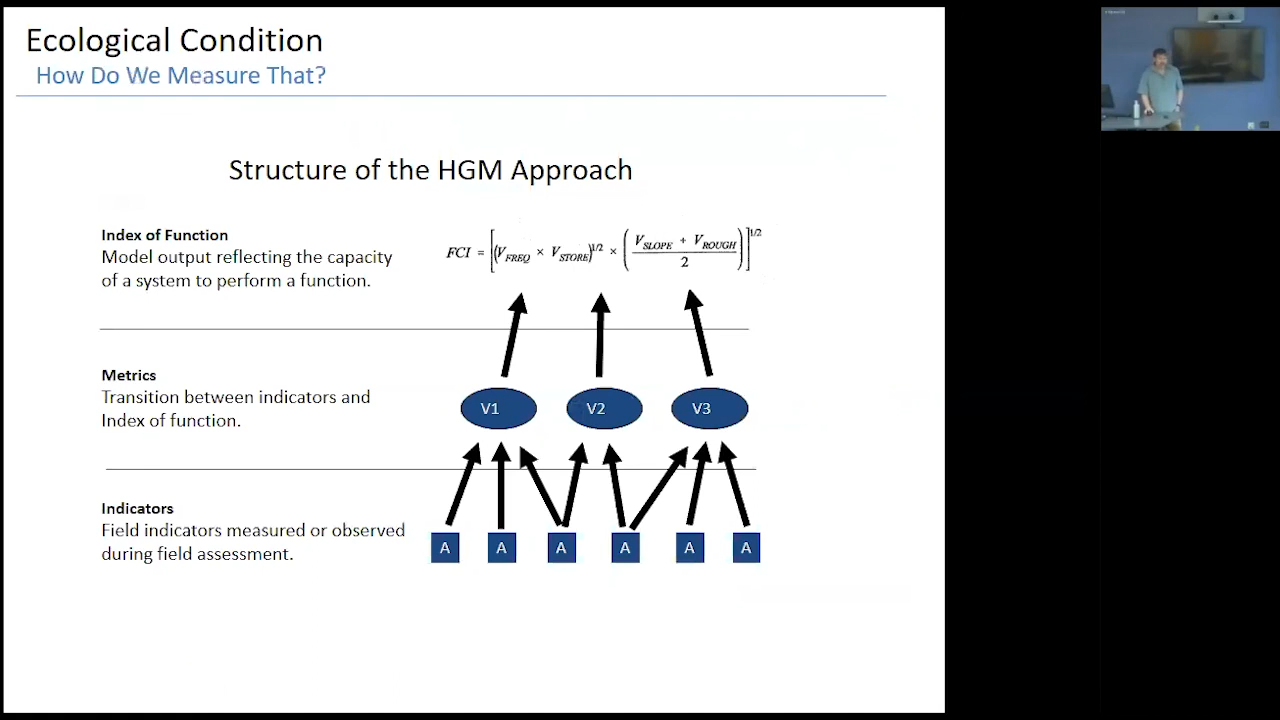 Ecological Condition
How Do We Measure That?
Structure of the HGM Approach
Index of Function
Model output reflecting the capacity
of a system to perform a function.
FCI = [(V_FREQ × V_STORE)^1/2 × (V_SLOPE + V_ROUGH / 2)]^1/2
Metrics
Transition between indicators and
Index of function.
V1 V2 V3
Indicators
Field indicators measured or observed
during field assessment.
A A A A A A